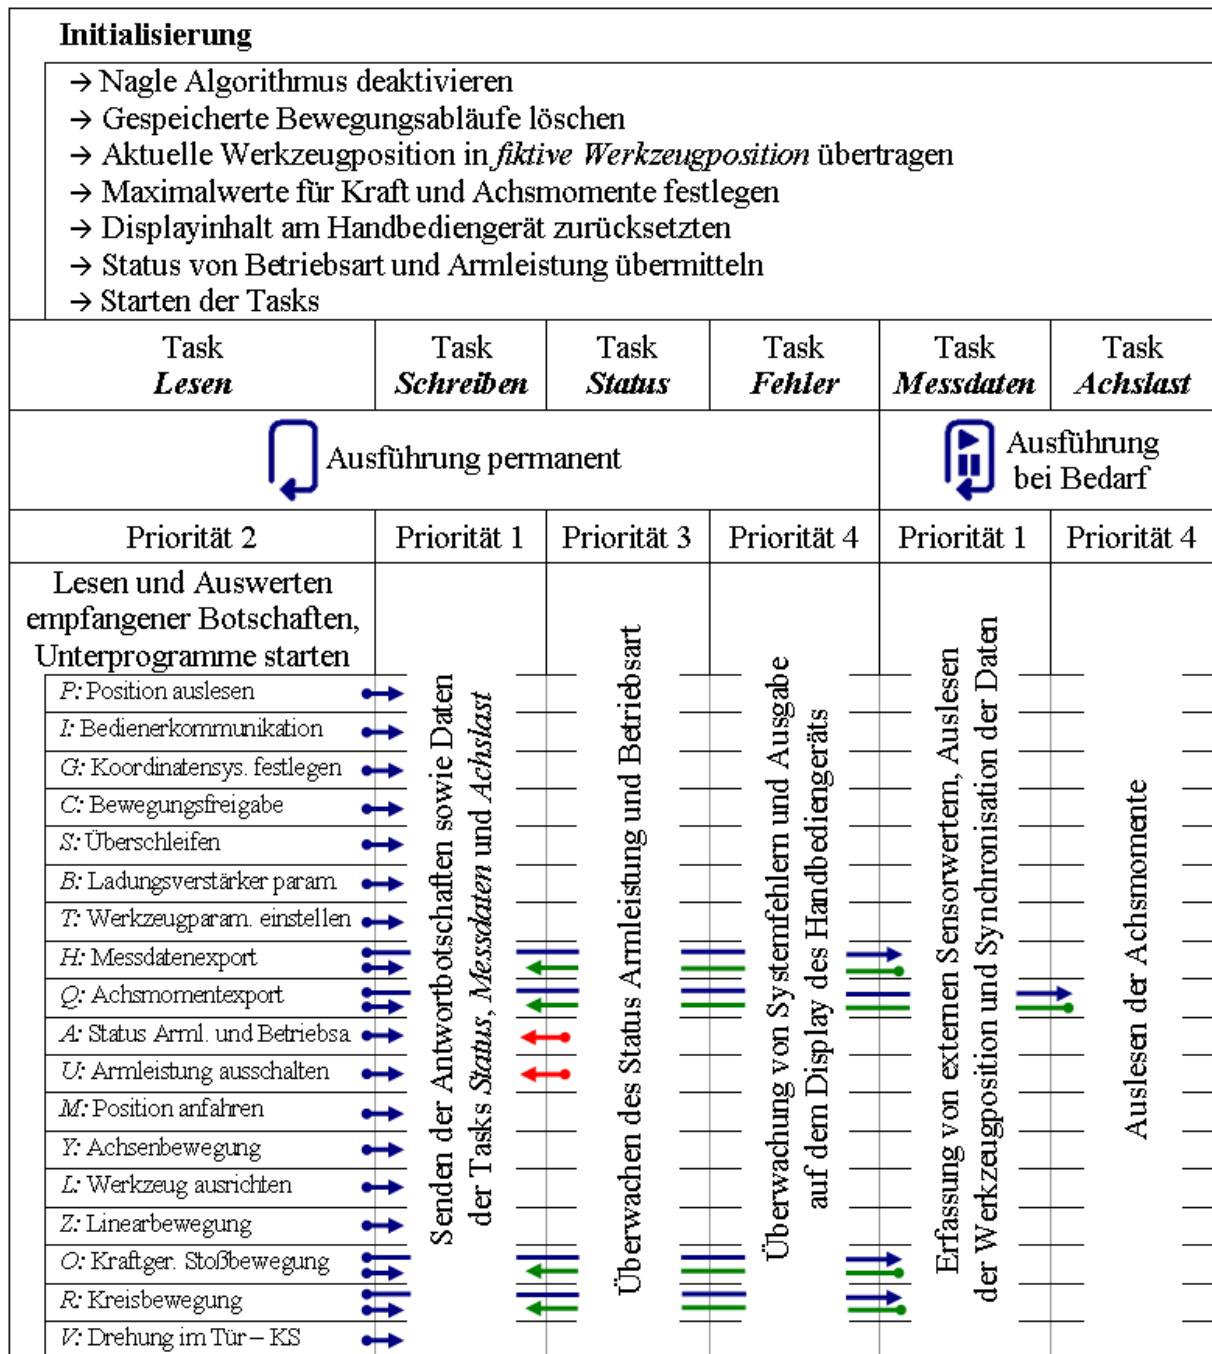 Initialisierung
→ Nagle Algorithmus deaktivieren
→ Gespeicherte Bewegungsabläufe löschen
→ Aktuelle Werkzeugposition in fiktive Werkzeugposition übertragen
→ Maximalwerte für Kraft und Achsmomente festlegen
→ Displayinhalt am Handbediengerät zurücksetzten
→ Status von Betriebsart und Armleistung übermitteln
→ Starten der Tasks
Task
Lesen
Task
Schreiben
Task
Status
Task
Fehler
Task
Messdaten
Task
Achslast
Ausführung permanent
Ausführung
bei Bedarf
Priorität 2
Priorität 1
Priorität 3
Priorität 4
Priorität 1
Priorität 4
Lesen und Auswerten
empfangener Botschaften,
Unterprogramme starten
P: Position auslesen
I: Bedienerkommunikation
G: Koordinatensys. festlegen
C: Bewegungsfreigabe
S: Überschleifen
B: Ladungsverstärker param
T: Werkzeugparam. einstellen
H: Messdatenexport
Q: Achsmomentexport
A: Status Arml. und Betriebsa
U: Armleistung ausschalten
M: Position anfahren
Y: Achsenbewegung
L: Werkzeug ausrichten
Z: Linearbewegung
O: Kraftger. Stoßbewegung
R: Kreisbewegung
V: Drehung im Tür – KS
Senden der Antwortbotschaften sowie Daten
der Tasks Status, Messdaten und Achslast
Überwachen des Status Armleistung und Betriebsart
Überwachung von Systemfehlern und Ausgabe
auf dem Display des Handbediengeräts
Erfassung von externen Sensorwertern, Auslesen
der Werkzeugposition und Synchronisation der Daten
Auslesen der Achsmomente